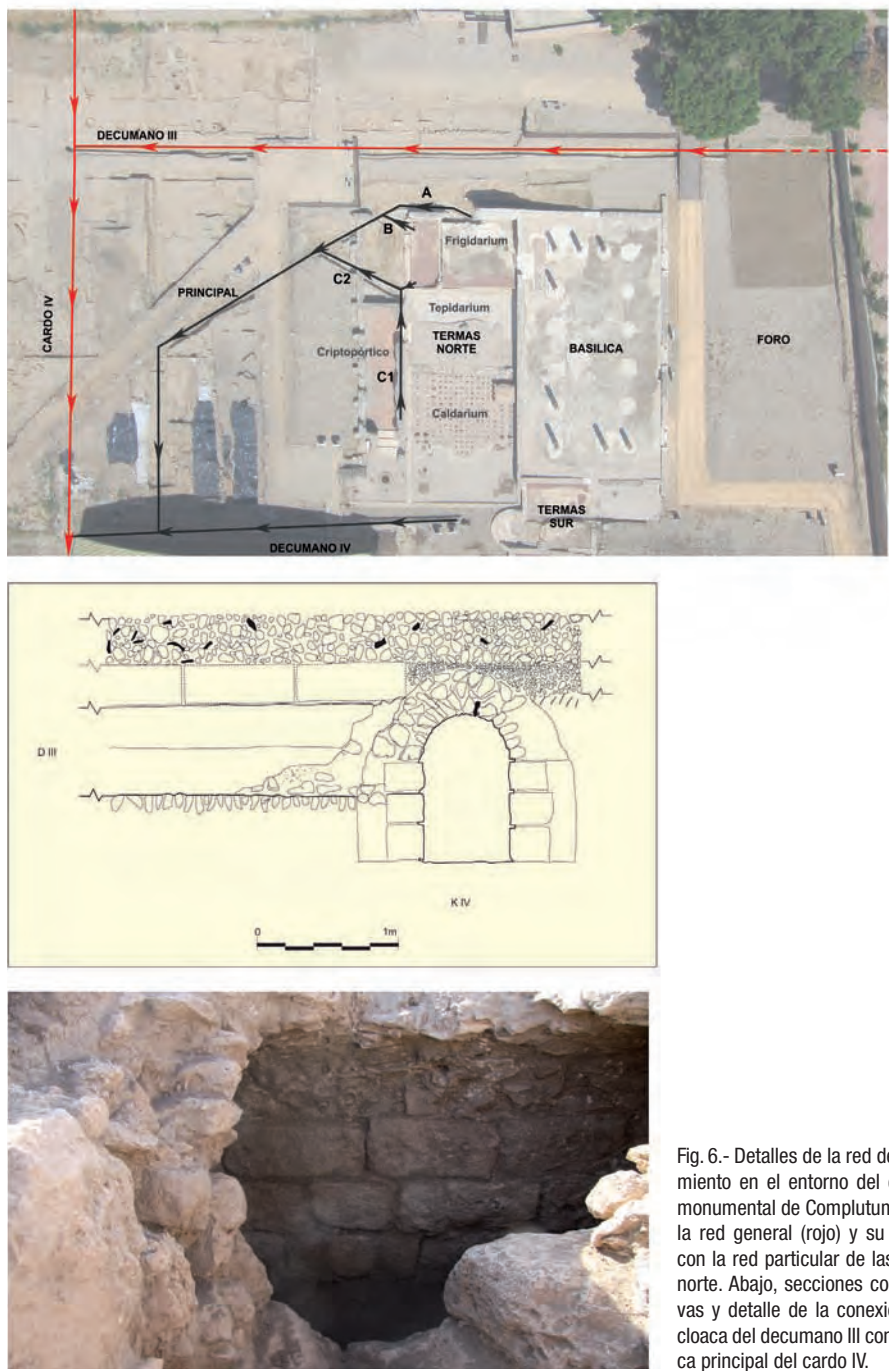 DECUMANO III
A
B
Frigidarium
C2
PRINCIPAL
CARDO IV
Tepidarium
TERMAS
NORTE
BASILICA
FORO
Criptopórtico
C1
Caldarium
TERMAS
SUR
DECUMANO IV
D III
K IV
0 1m
Fig. 6.- Detalles de la red de
miento en el entorno del
monumental de Complutum
la red general (rojo) y su
con la red particular de las
norte. Abajo, secciones co
vas y detalle de la conexi
cloaca del decumano III con
ca principal del cardo IV.